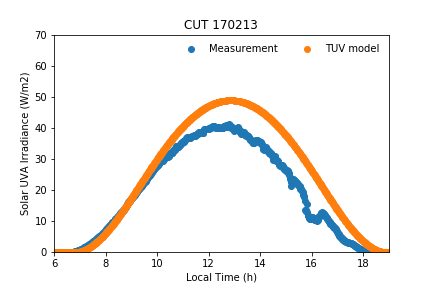 CUT 170213
Measurement TUV model
70
60
50
40
30
20
10
0
Solar UVA Irradiance (W/m2)
6 8 10 12 14 16 18
Local Time (h)